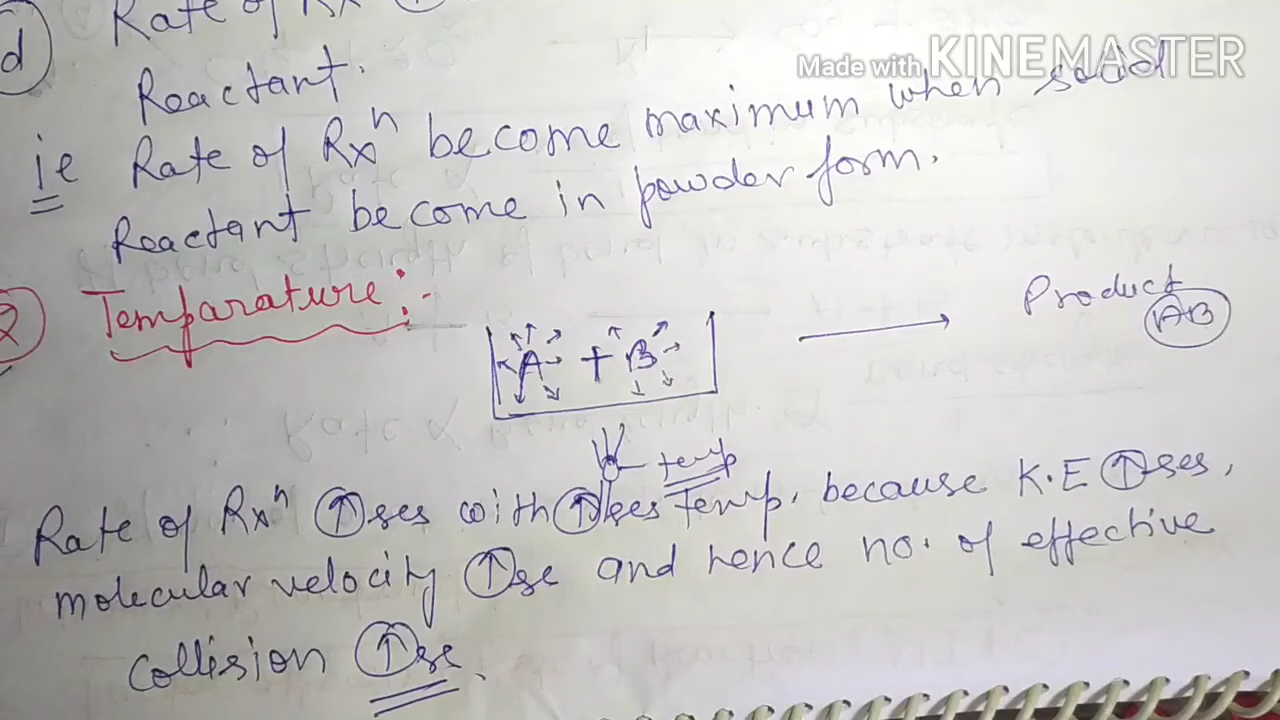 d Rate of Rx
Made with KINEMASTER
Reactant.
ie Rate of Rxⁿ become maximum when solid
Reactant become in powder form.
2 Temparature :-
A + B → Product
AB
temp
Rate of Rxⁿ ↑ses with ↑ses Temp. because K.E ↑ses,
molecular velocity ↑se and hence no. of effective
collision ↑se.